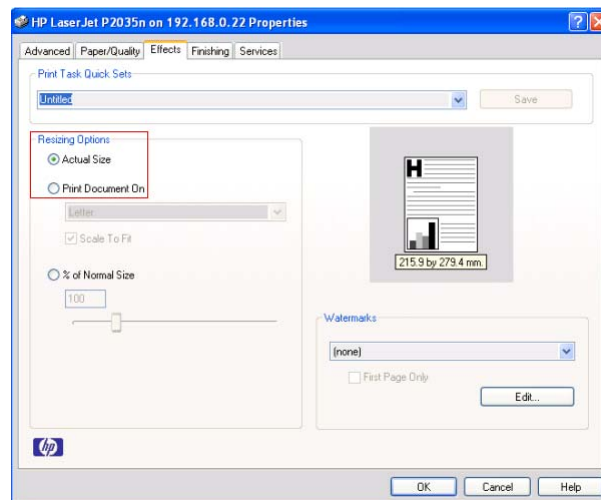 HP LaserJet P2035n on 192.168.0.22 Properties
Advanced Paper/Quality Effects Finishing Services
Print Task Quick Sets
Untitled
Save
Resizing Options
Actual Size
Print Document On
Letter
Scale To Fit
% of Normal Size
100
H
215.9 by 279.4 mm.
Watermarks
(none)
First Page Only
Edit...
hp
OK Cancel Help